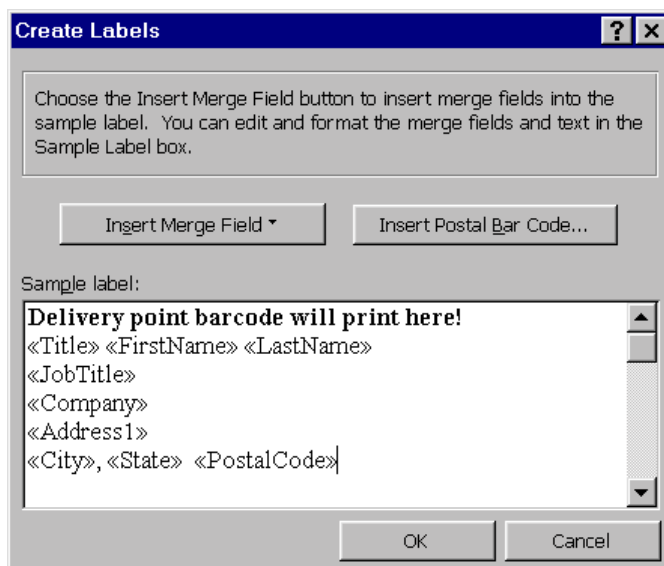 Create Labels
Choose the Insert Merge Field button to insert merge fields into the
sample label.  You can edit and format the merge fields and text in the
Sample Label box.
Insert Merge Field
Insert Postal Bar Code...
Sample label:
Delivery point barcode will print here!
«Title» «FirstName» «LastName»
«JobTitle»
«Company»
«Address1»
«City», «State»  «PostalCode»
OK
Cancel